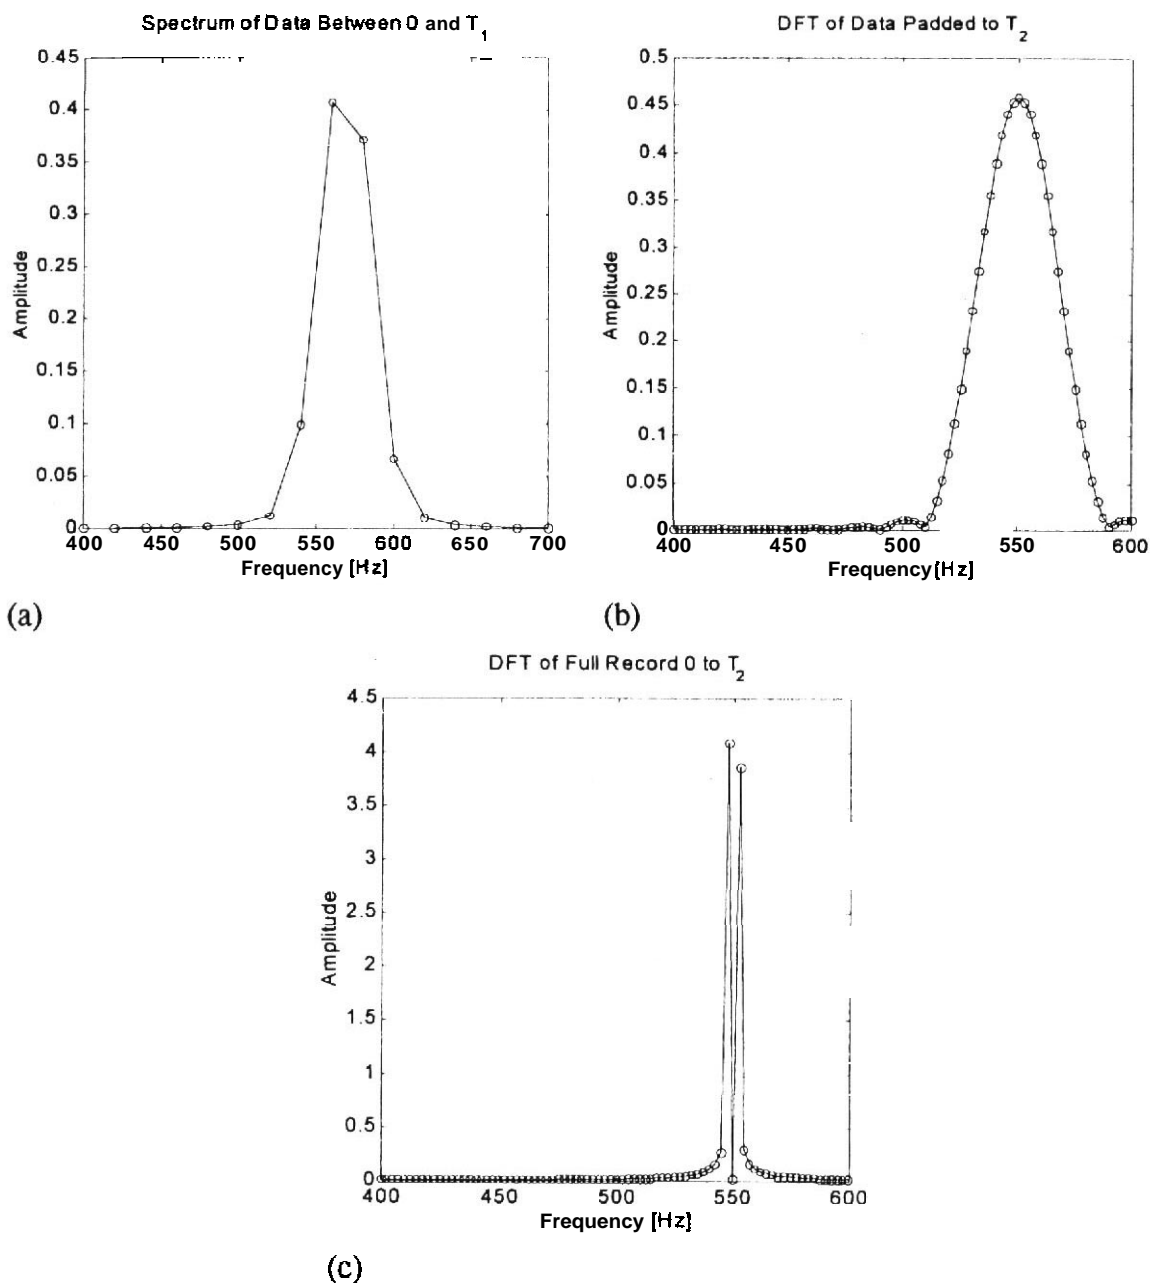 Spectrum of Data Between 0 and T1
0.45
0.4
0.35
0.3
0.25
0.2
0.15
0.1
0.05
0
Amplitude
400 450 500 550 600 650 700
Frequency [Hz]
(a)
DFT of Data Padded to T2
0.5
0.45
0.4
0.35
0.3
0.25
0.2
0.15
0.1
0.05
0
Amplitude
400 450 500 550 600
Frequency[Hz]
(b)
DFT of Full Record 0 to T2
4.5
4
3.5
3
2.5
2
1.5
1
0.5
0
Amplitude
400 450 500 550 600
Frequency [Hz]
(c)